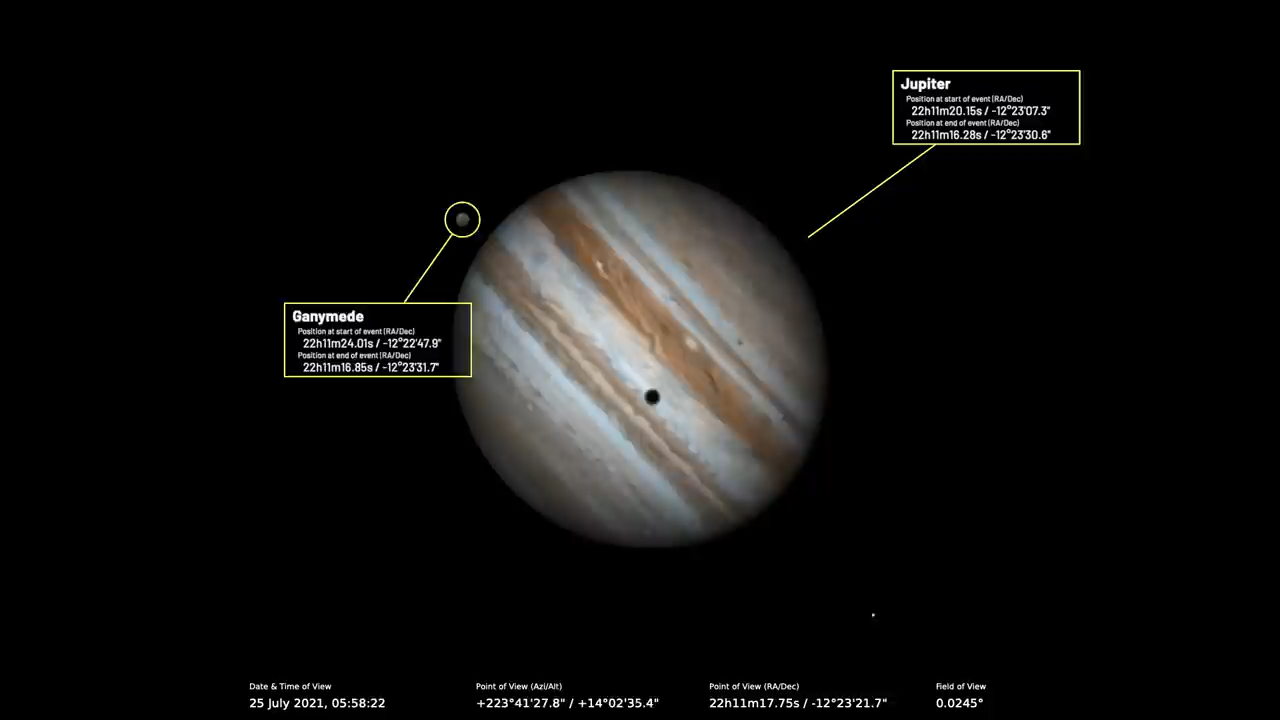 Jupiter
Position at start of event (RA/Dec)
22h11m20.15s / -12°23'07.3"
Position at end of event (RA/Dec)
22h11m16.28s / -12°23'30.6"
Ganymede
Position at start of event (RA/Dec)
22h11m24.01s / -12°22'47.9"
Position at end of event (RA/Dec)
22h11m16.85s / -12°23'31.7"
Date & Time of View
25 July 2021, 05:58:22
Point of View (Azi/Alt)
+223°41'27.8" / +14°02'35.4"
Point of View (RA/Dec)
22h11m17.75s / -12°23'21.7"
Field of View
0.0245°